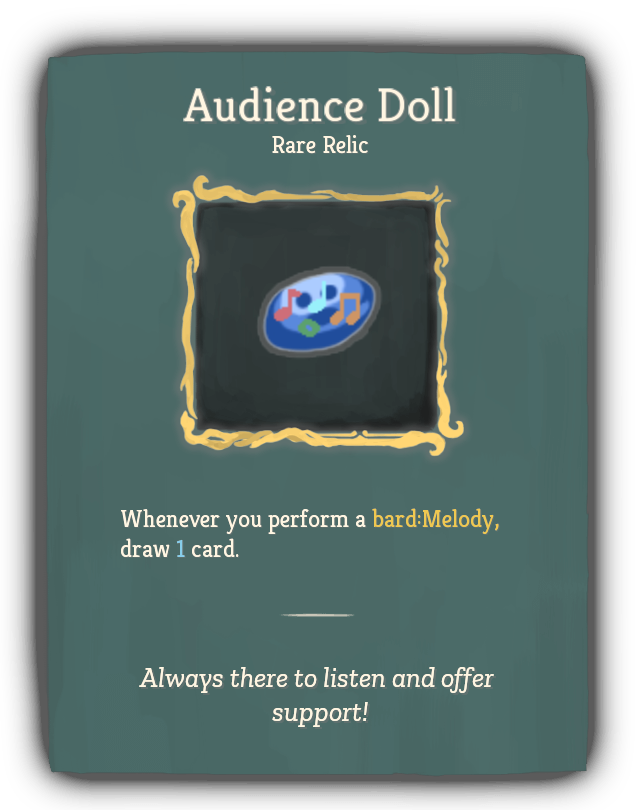 Audience Doll
Rare Relic
Whenever you perform a bard:Melody,
draw 1 card.
Always there to listen and offer
support!